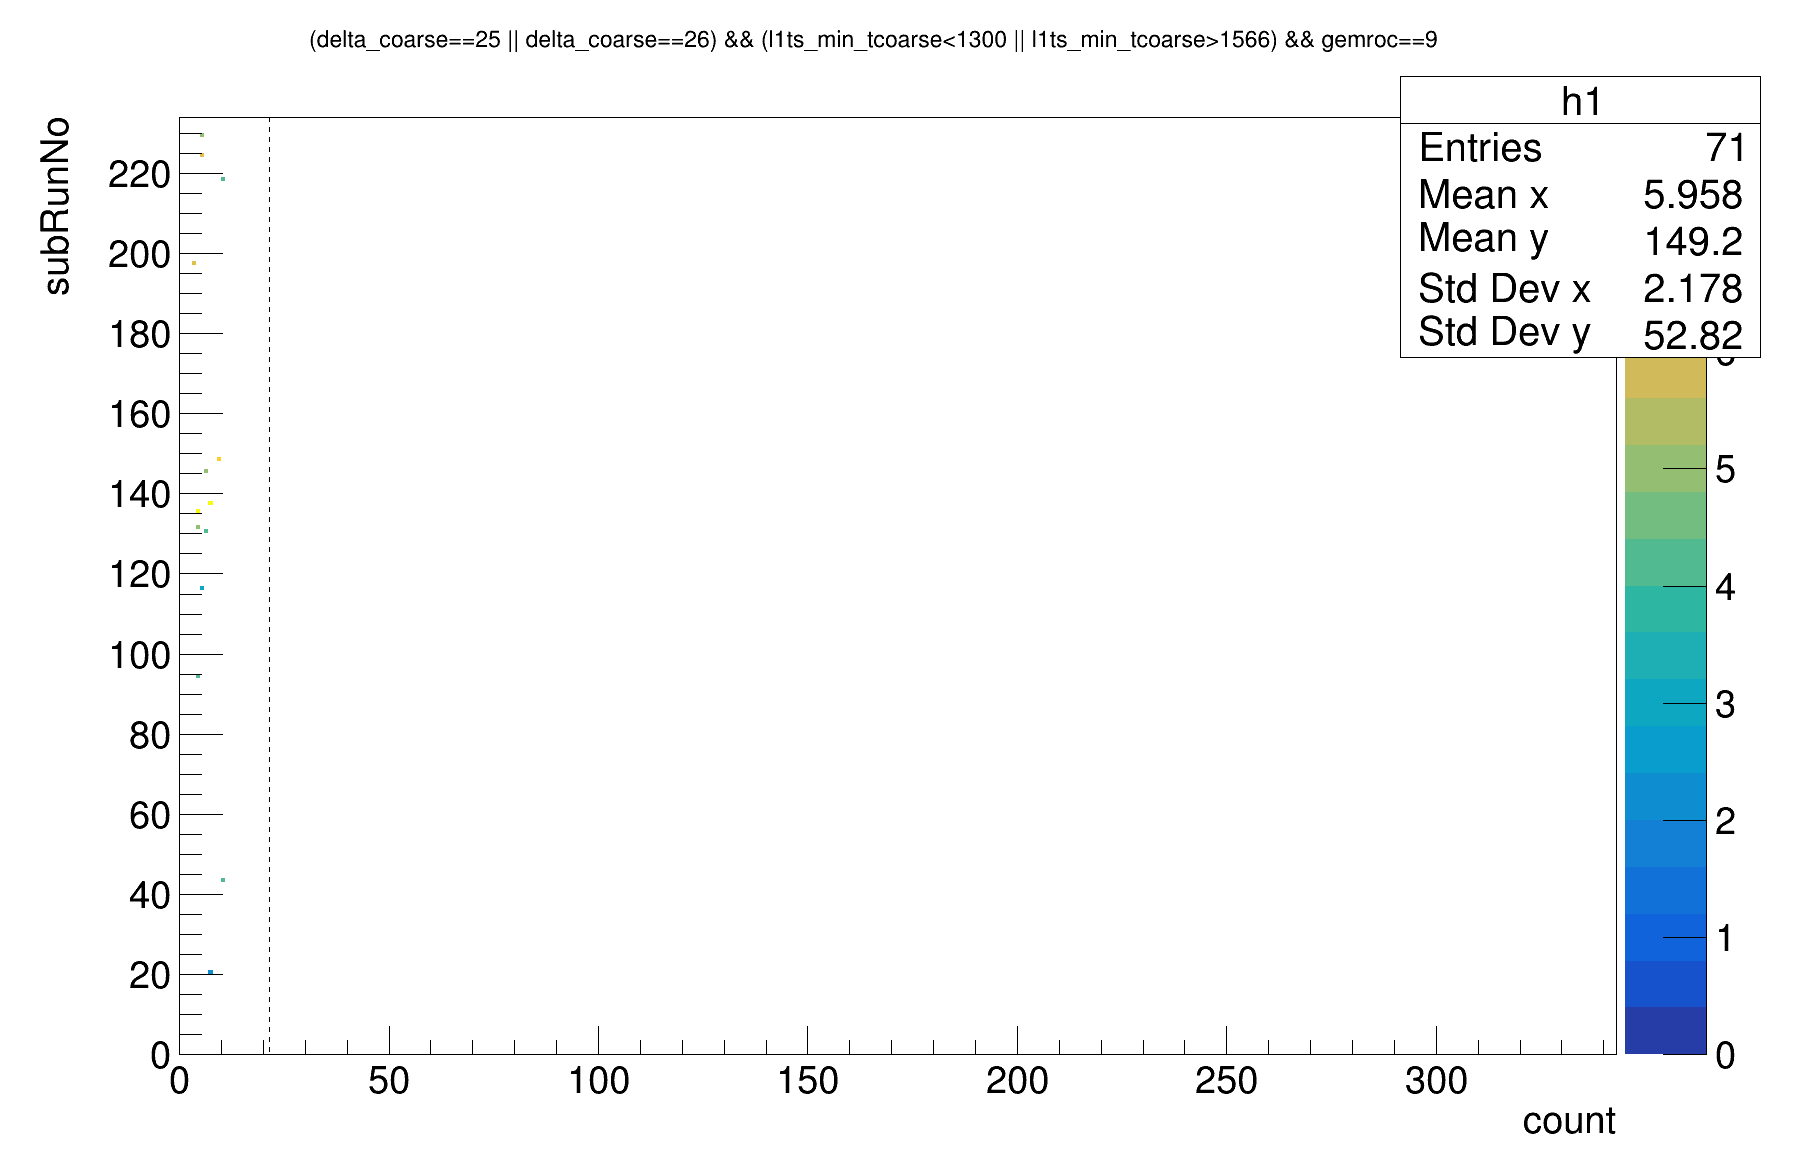 (delta_coarse==25 || delta_coarse==26) && (l1ts_min_tcoarse<1300 || l1ts_min_tcoarse>1566) && gemroc==9
h1
Entries 71
Mean x 5.958
Mean y 149.2
Std Dev x 2.178
Std Dev y 52.82
subRunNo
220
200
180
160
140
120
100
80
60
40
20
0
0 50 100 150 200 250 300
count
5
4
3
2
1
0